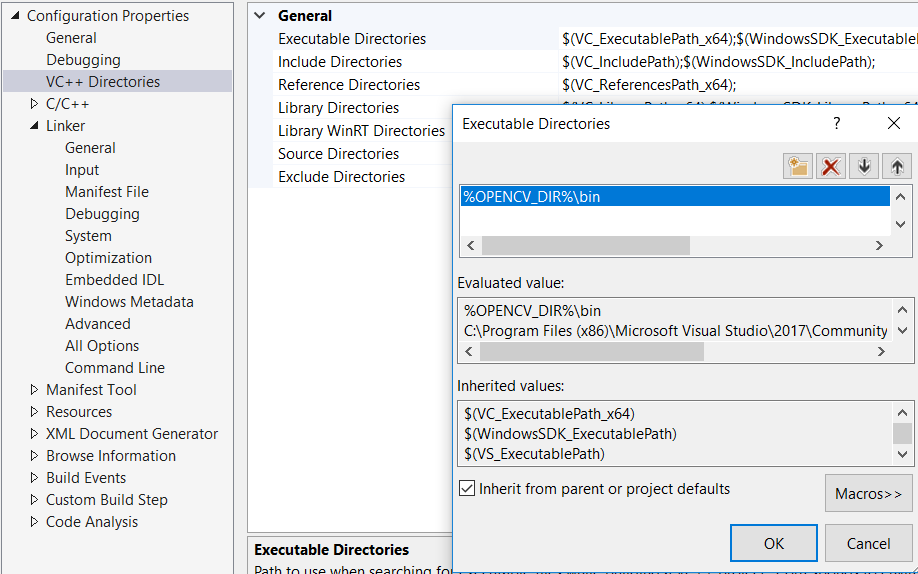 Configuration Properties
General
Debugging
VC++ Directories
C/C++
Linker
General
Input
Manifest File
Debugging
System
Optimization
Embedded IDL
Windows Metadata
Advanced
All Options
Command Line
Manifest Tool
Resources
XML Document Generator
Browse Information
Build Events
Custom Build Step
Code Analysis
General
Executable Directories $(VC_ExecutablePath_x64);$(WindowsSDK_Executabl
Include Directories $(VC_IncludePath);$(WindowsSDK_IncludePath);
Reference Directories $(VC_ReferencesPath_x64);
Library Directories
Library WinRT Directories
Source Directories
Exclude Directories
Executable Directories
?
%OPENCV_DIR%\bin
Evaluated value:
%OPENCV_DIR%\bin
C:\Program Files (x86)\Microsoft Visual Studio\2017\Community
Inherited values:
$(VC_ExecutablePath_x64)
$(WindowsSDK_ExecutablePath)
$(VS_ExecutablePath)
Inherit from parent or project defaults
Macros>>
OK
Cancel
Executable Directories
Path to use when searching for